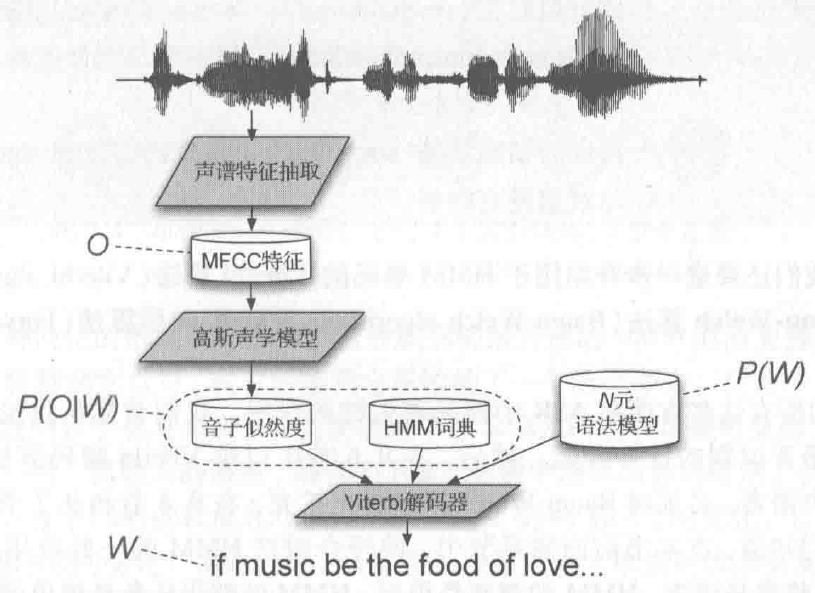 声谱特征抽取
O
MFCC特征
高斯声学模型
P(O|W)
音子似然度
HMM词典
N元
语法模型
P(W)
Viterbi解码器
W
if music be the food of love...